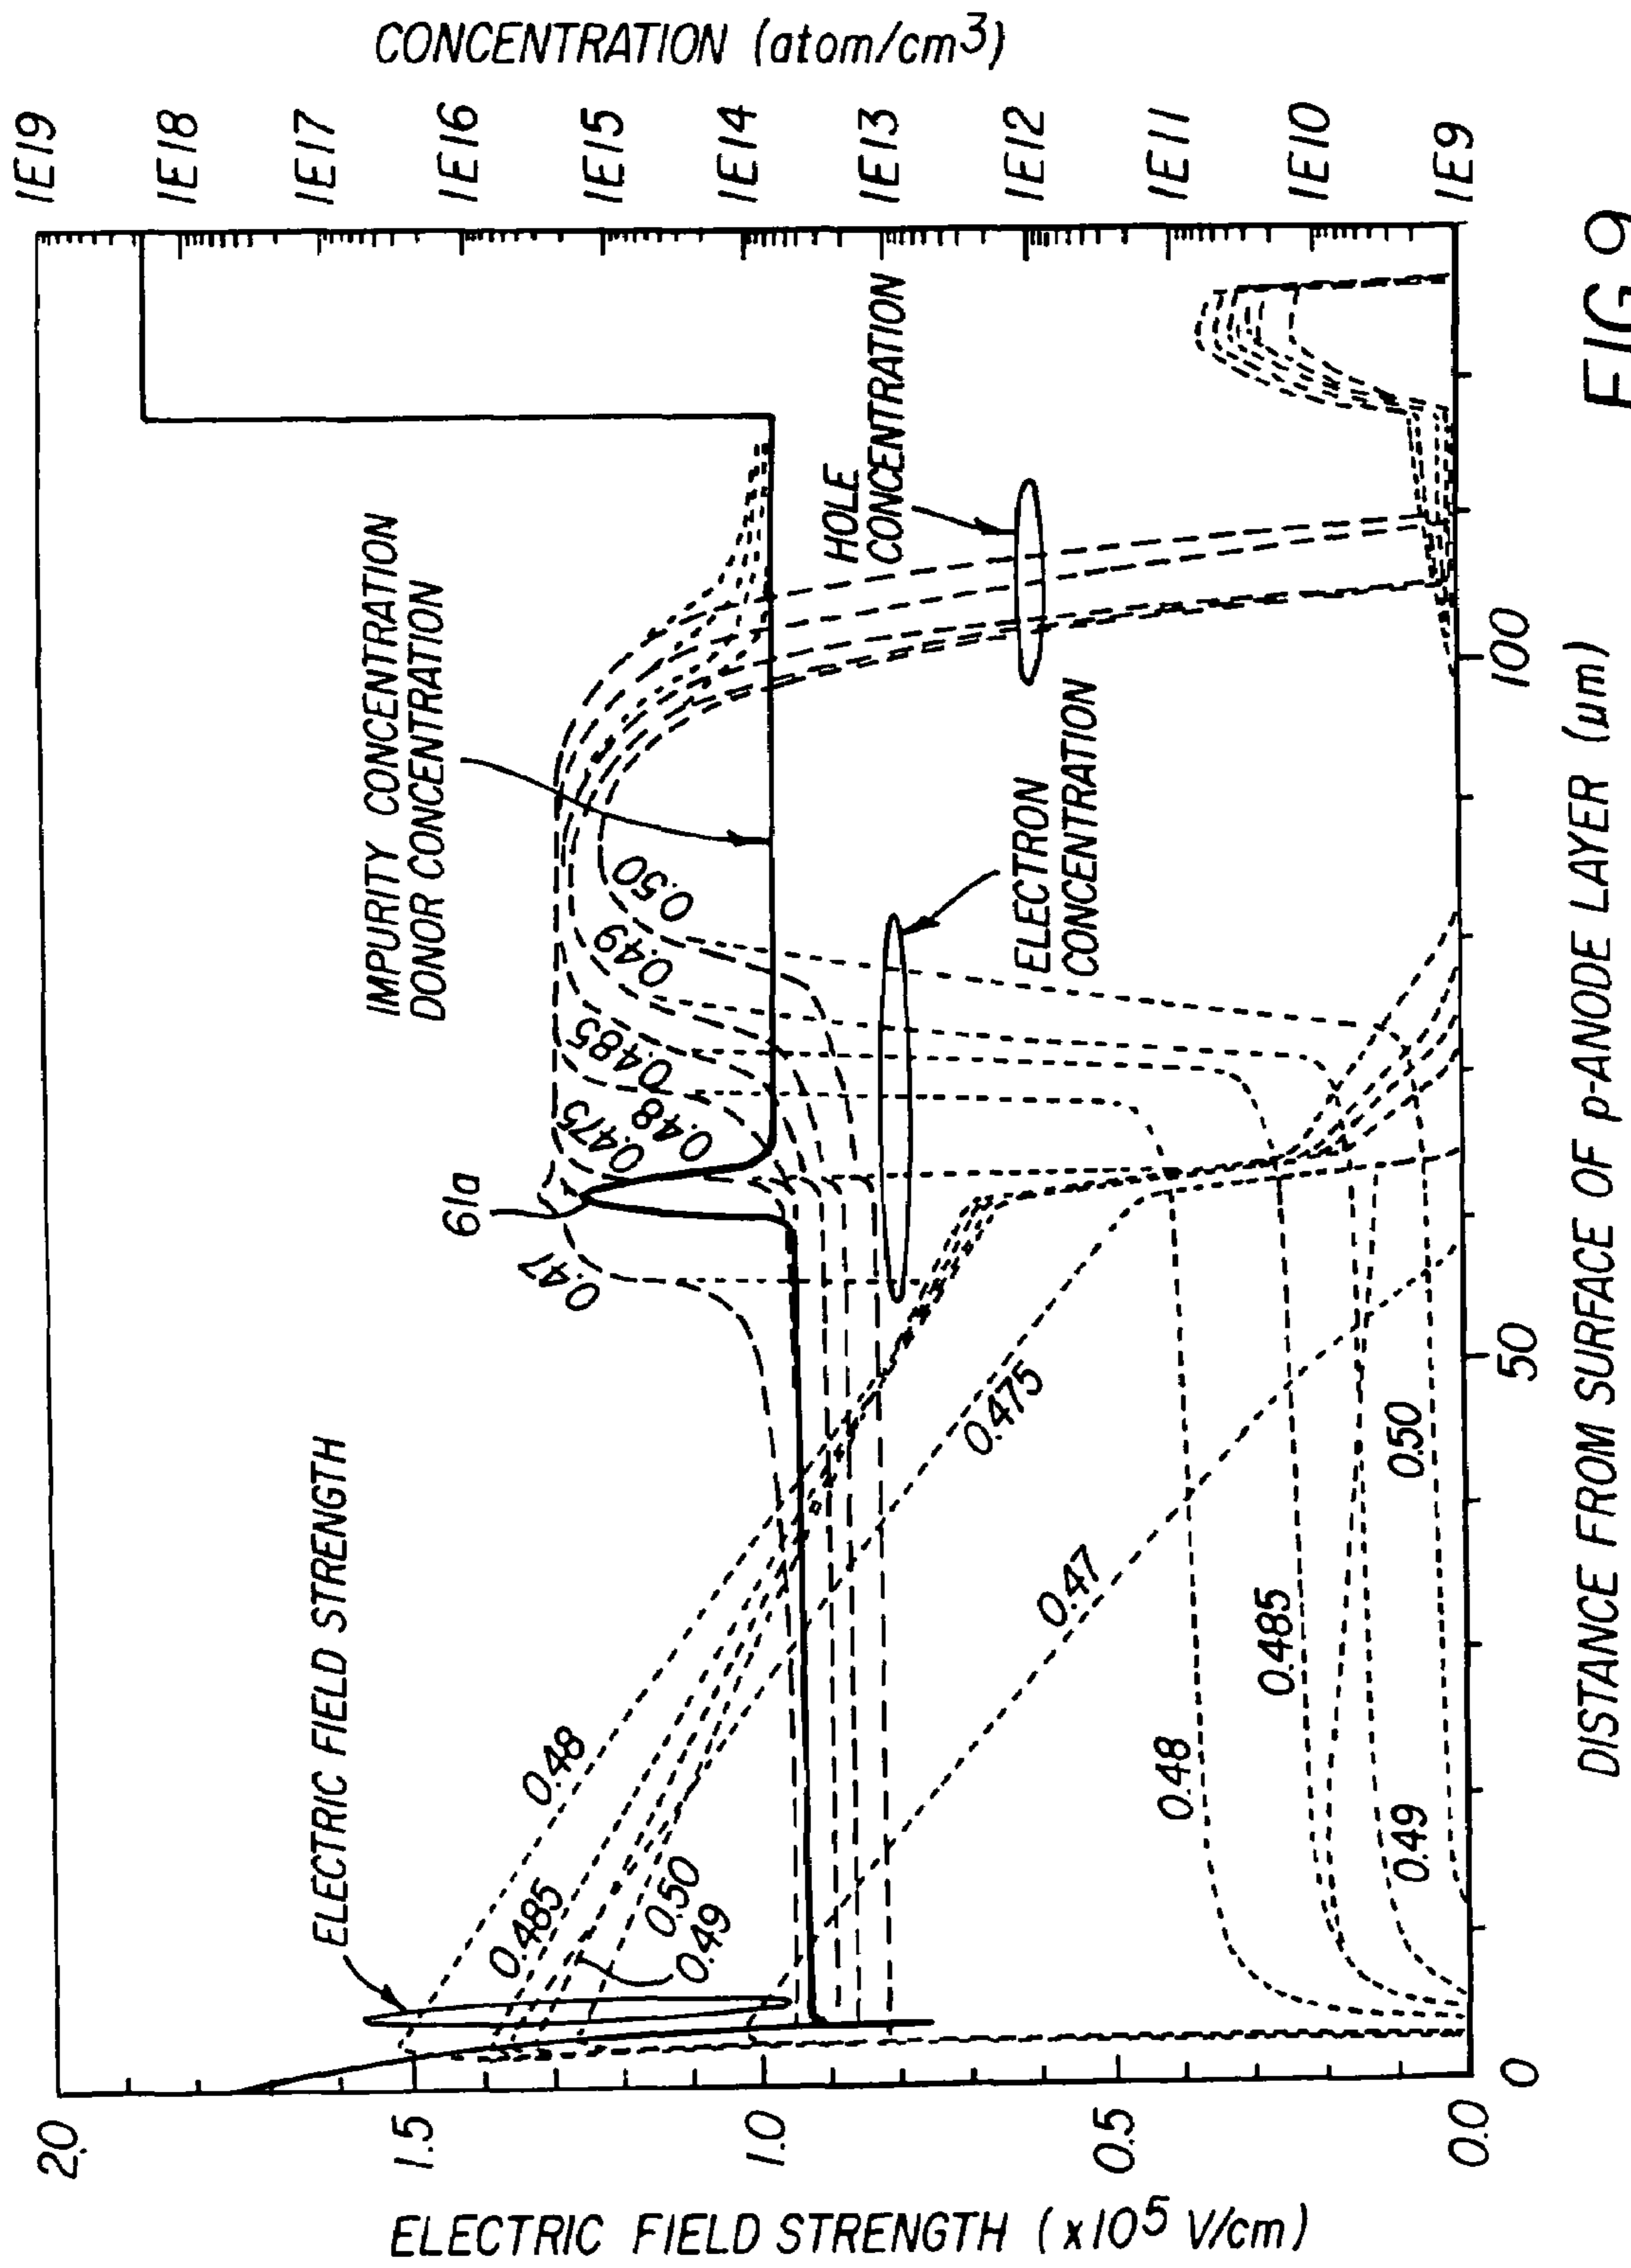 ELECTRIC FIELD STRENGTH (x10⁵ V/cm)
2.0
1.5
1.0
0.5
0.0
CONCENTRATION (atom/cm³)
1E19
1E18
1E17
1E16
1E15
1E14
1E13
1E12
1E11
1E10
1E9
ELECTRIC FIELD STRENGTH
IMPURITY CONCENTRATION
DONOR CONCENTRATION
61a
0.47
0.475
0.48
0.485
0.49
0.50
HOLE
CONCENTRATION
ELECTRON
CONCENTRATION
0.48
0.485
0.50
0.49
0.475
0.47
0.48
0.485
0.49
0.50
0
50
100
DISTANCE FROM SURFACE OF p-ANODE LAYER (μm)
FIG.9